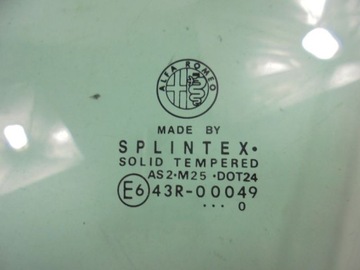 ALFA ROMEO
MADE BY
SPLINTEX•
SOLID TEMPERED
AS2•M25 •DOT24
E6 43R-00049
••• 0